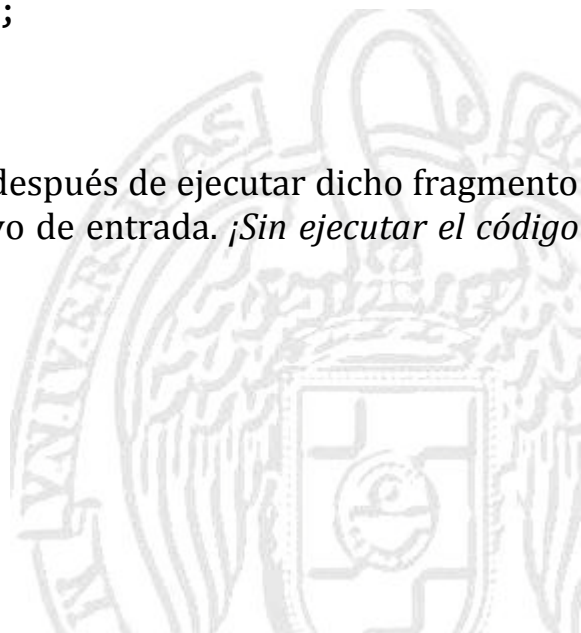 ;
después de ejecutar dicho fragmento
vo de entrada. ¡Sin ejecutar el código